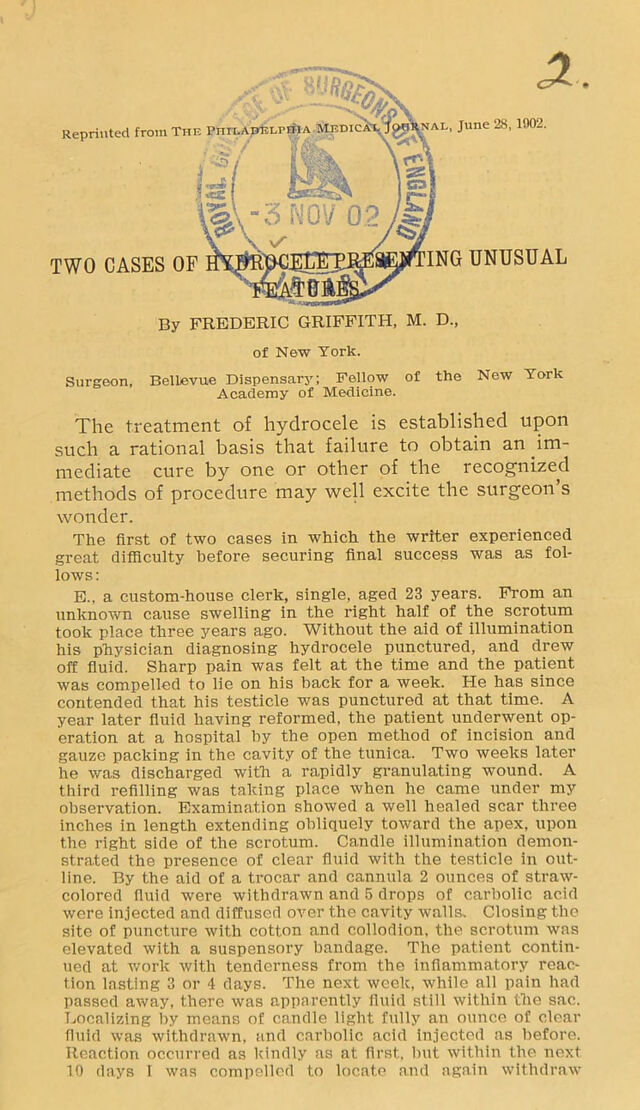 2.
Reprinted from THE PHILADELPHIA MEDICAL JOURNAL, June 28, 1902.
ROYAL COLLEGE OF SURGEONS OF ENGLAND
-3 NOV 02
LIBRARY
TWO CASES OF HYDROCELE PRESENTING UNUSUAL
FEATURES.
By FREDERIC GRIFFITH, M. D.,
of New York.
Surgeon, Bellevue Dispensary; Fellow of the New York
Academy of Medicine.
The treatment of hydrocele is established upon
such a rational basis that failure to obtain an im-
mediate cure by one or other of the recognized
methods of procedure may well excite the surgeon's
wonder.
The first of two cases in which the writer experienced
great difficulty before securing final success was as fol-
lows:
E., a custom-house clerk, single, aged 23 years. From an
unknown cause swelling in the right half of the scrotum
took place three years ago. Without the aid of illumination
his physician diagnosing hydrocele punctured, and drew
off fluid. Sharp pain was felt at the time and the patient
was compelled to lie on his back for a week. He has since
contended that his testicle was punctured at that time. A
year later fluid having reformed, the patient underwent op-
eration at a hospital by the open method of incision and
gauze packing in the cavity of the tunica. Two weeks later
he was discharged with a rapidly granulating wound. A
third refilling was taking place when he came under my
observation. Examination showed a well healed scar three
inches in length extending obliquely toward the apex, upon
the right side of the scrotum. Candle illumination demon-
strated the presence of clear fluid with the testicle in out-
line. By the aid of a trocar and cannula 2 ounces of straw-
colored fluid were withdrawn and 5 drops of carbolic acid
were injected and diffused over the cavity walls. Closing the
site of puncture with cotton and collodion, the scrotum was
elevated with a suspensory bandage. The patient contin-
ued at work with tenderness from the inflammatory reac-
tion lasting 3 or 4 days. The next week, while all pain had
passed away, there was apparently fluid still within the sac.
Localizing by means of candle light fully an ounce of clear
fluid was withdrawn, and carbolic acid injected as before.
Reaction occurred as kindly as at first, but within the next
10 days I was compelled to locate and again withdraw